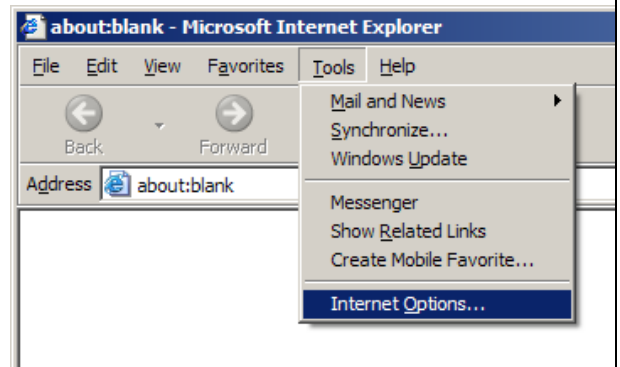 about:blank - Microsoft Internet Explorer
File Edit View Favorites Tools Help
Back Forward
Address about:blank
Mail and News
Synchronize...
Windows Update
Messenger
Show Related Links
Create Mobile Favorite...
Internet Options...